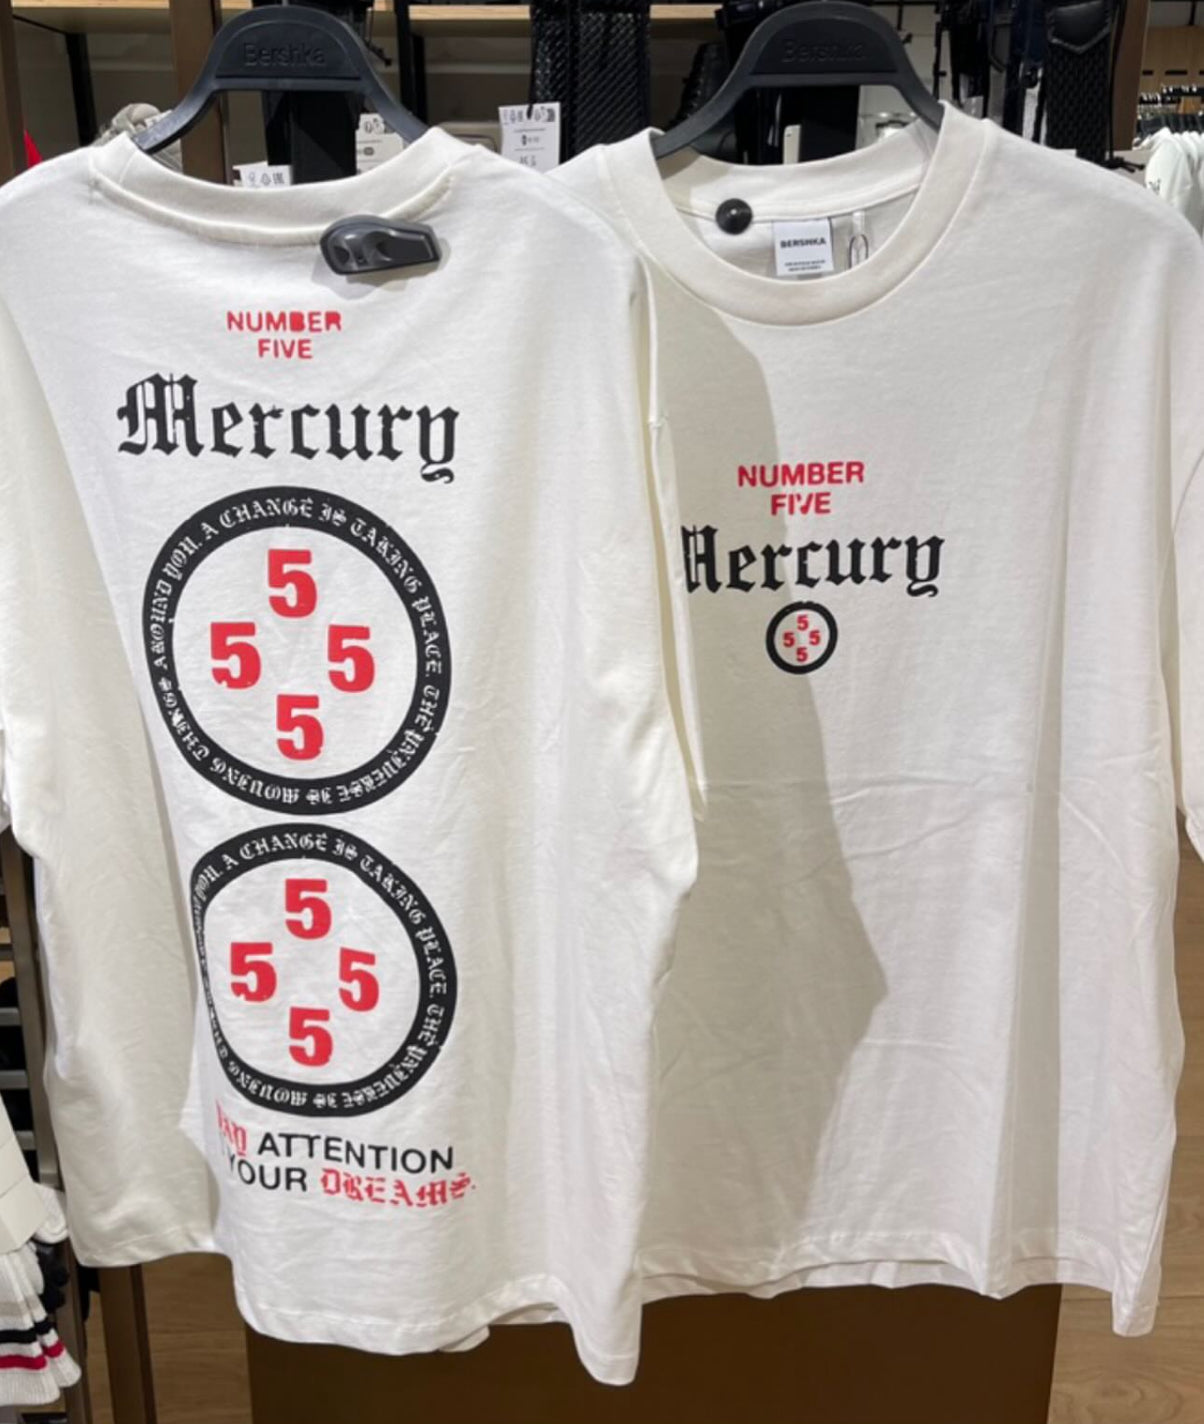 Bershka
NUMBER
FIVE
Mercury
A CHANGE IS TAKING PLACE. THE UNIVERSE IS MOVING THINGS AROUND YOU.
5
5 5
5
A CHANGE IS TAKING PLACE. THE UNIVERSE IS MOVING
YOU.
5
5 5
5
ATTENTION
YOUR DREAMS.
Bershka
BERSHKA
NUMBER
FIVE
Mercury
5
5 5
5